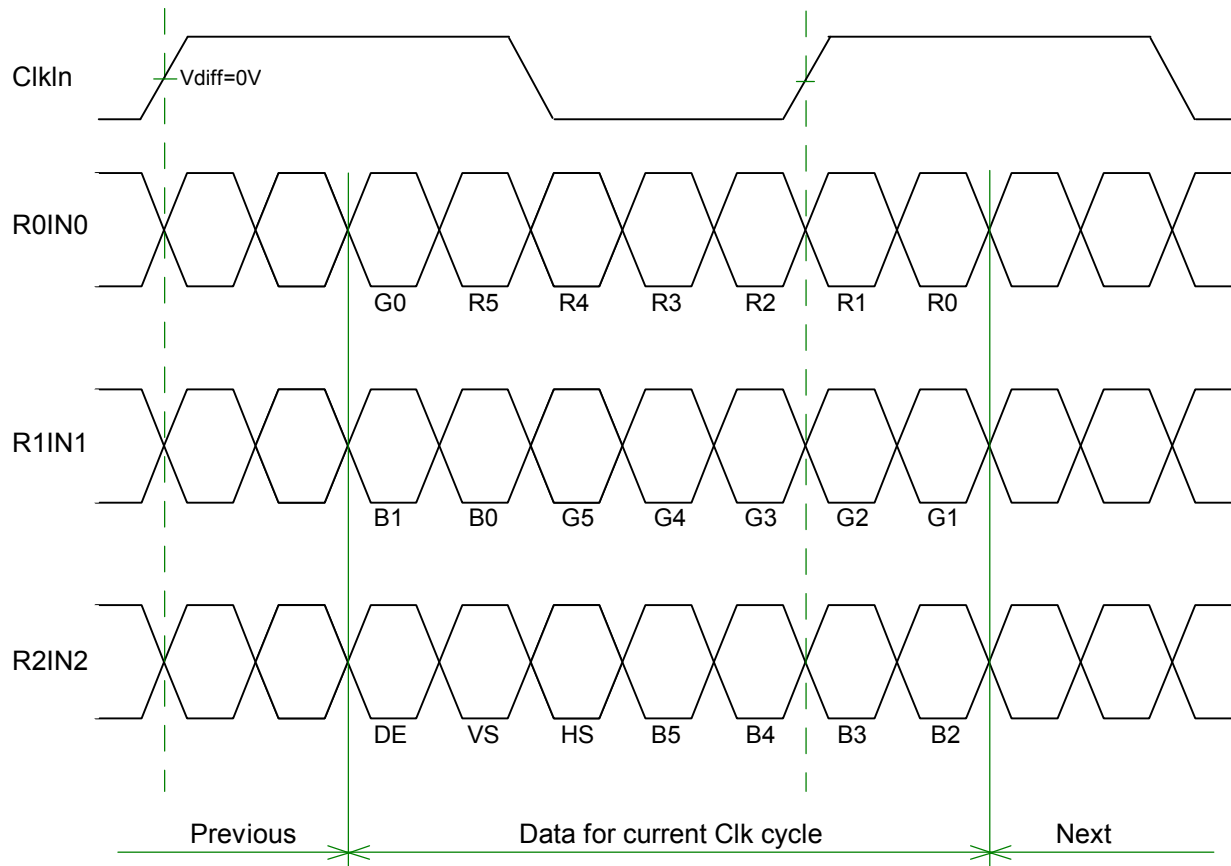 ClkIn
Vdiff=0V
R0IN0
G0 R5 R4 R3 R2 R1 R0
R1IN1
B1 B0 G5 G4 G3 G2 G1
R2IN2
DE VS HS B5 B4 B3 B2
Previous Data for current Clk cycle Next